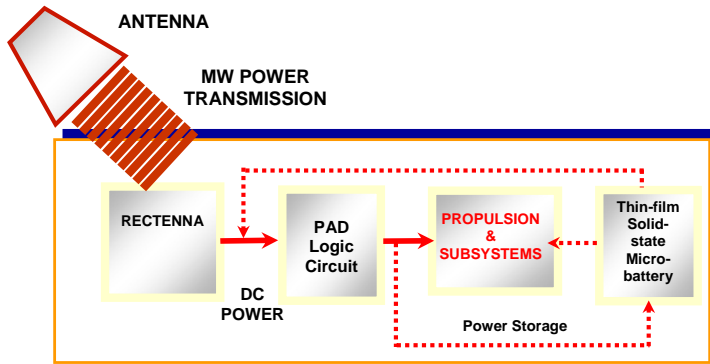 ANTENNA
MW POWER
TRANSMISSION
RECTENNA
DC
POWER
PAD
Logic
Circuit
PROPULSION
&
SUBSYSTEMS
Thin-film
Solid-
state
Micro-
battery
Power Storage